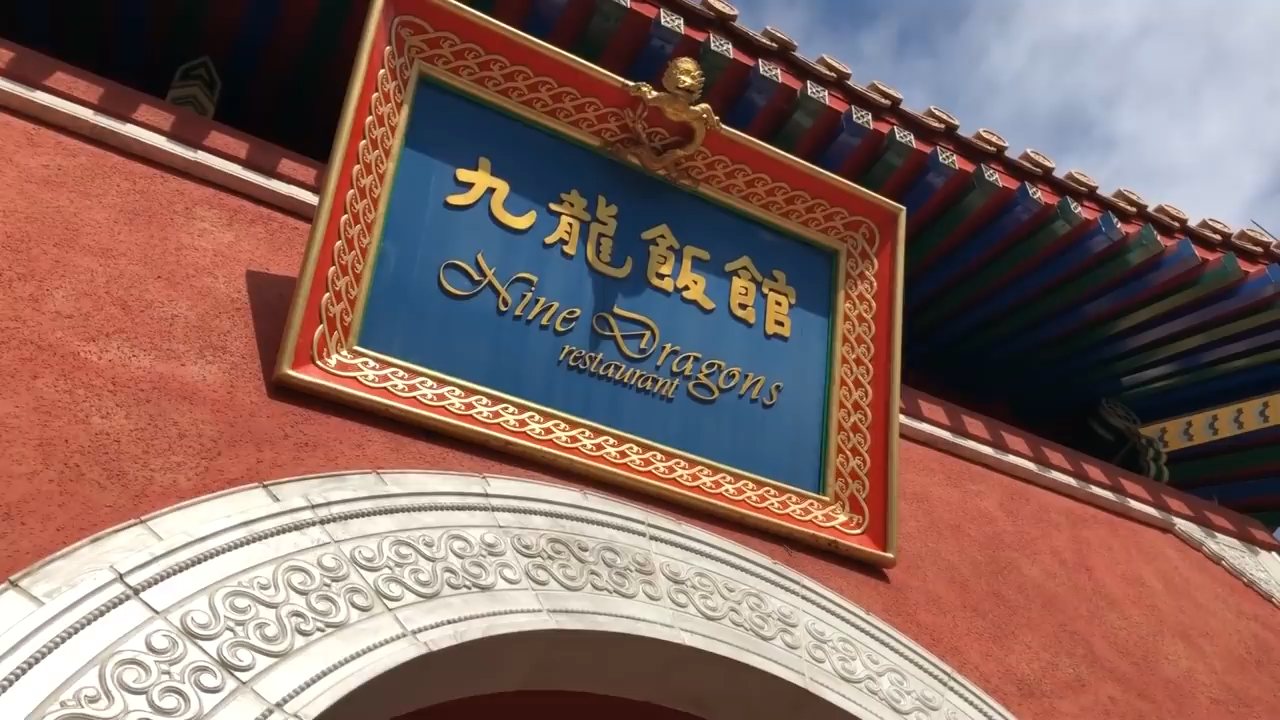 九龍飯館
Nine Dragons
restaurant